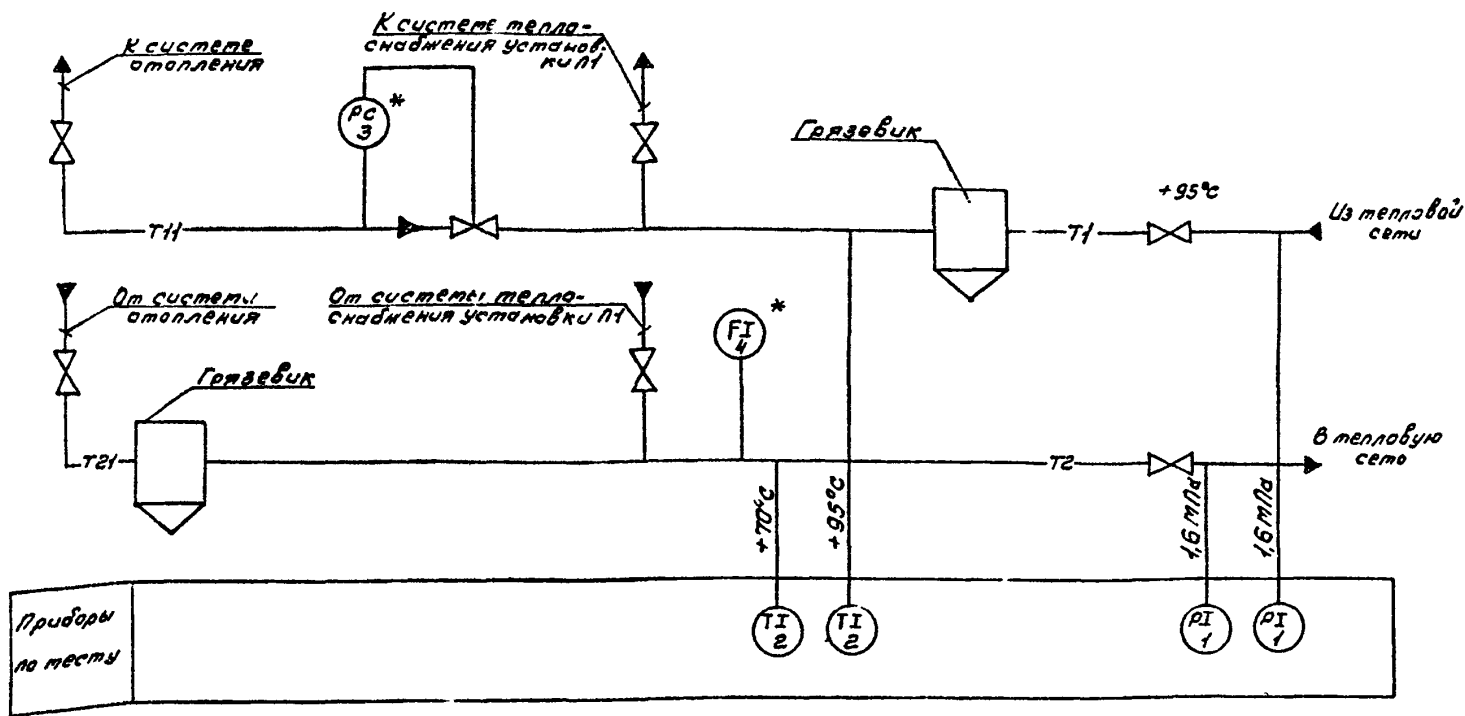 К системе
отопления
К системе тепло-
снабжения установ-
ки П1
РС
3
*
Грязевик
+95°С
Т11
Т1
Из тепловой
сети
От системы
отопления
От системы тепло-
снабжения установки П1
FI
4
*
Грязевик
Т21
Т2
В тепловую
сеть
+70°С
+95°С
1,6 МПа
1,6 МПа
Приборы
по месту
TI
2
TI
2
PI
1
PI
1